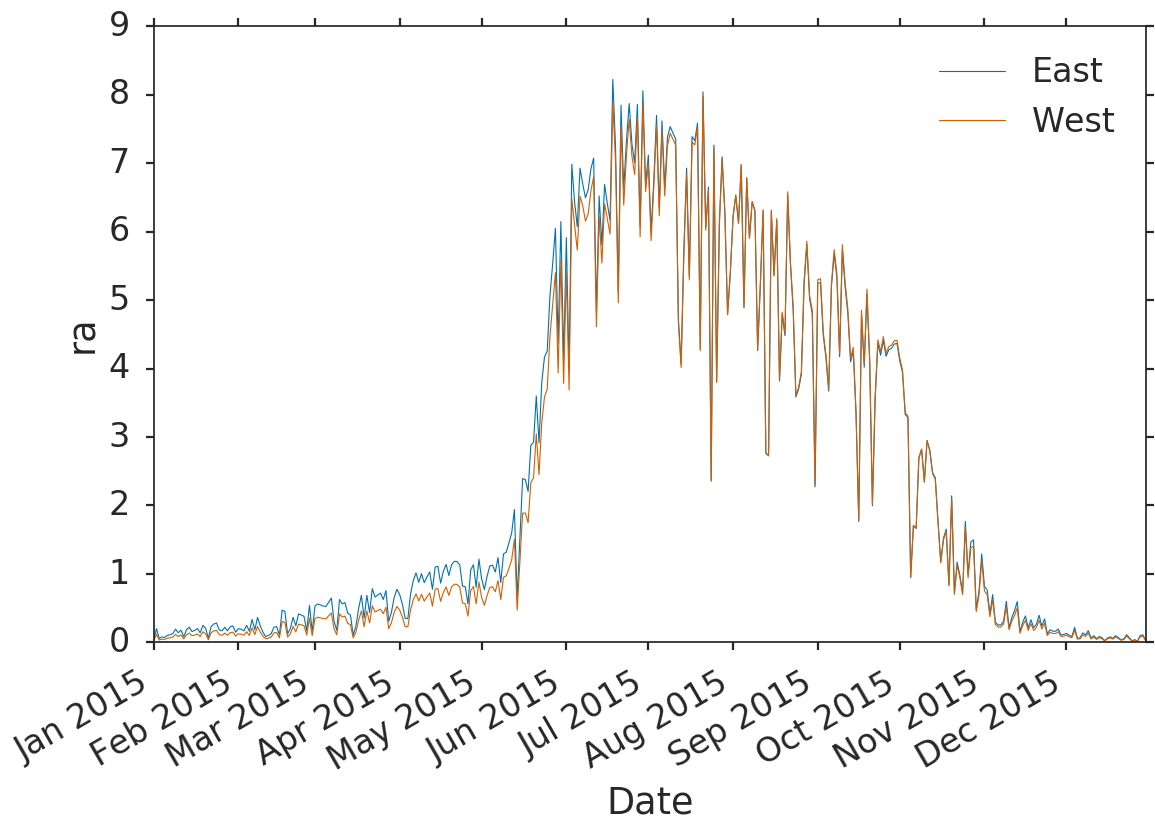 9
8
7
6
5
4
3
2
1
0
ra
East
West
Jan 2015
Feb 2015
Mar 2015
Apr 2015
May 2015
Jun 2015
Jul 2015
Aug 2015
Sep 2015
Oct 2015
Nov 2015
Dec 2015
Date